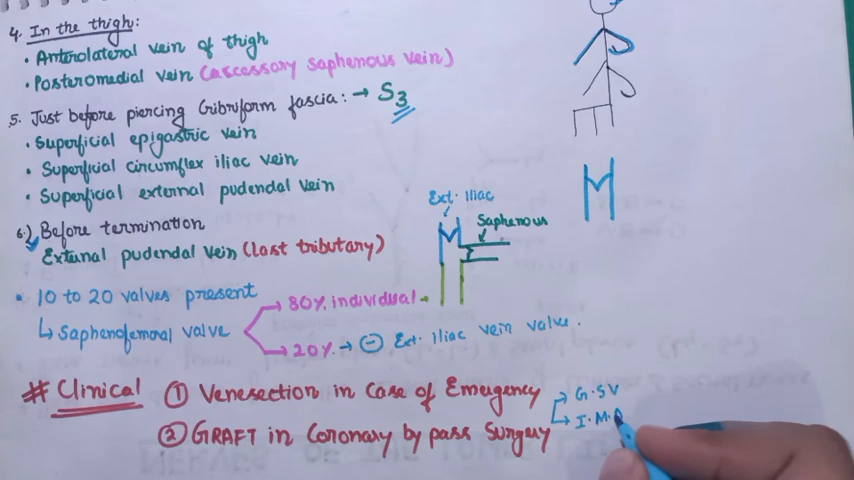 4. In the thigh:
• Anterolateral vein of thigh
• Posteromedial vein (accessory saphenous vein)
5. Just before piercing Cribriform fascia: → S3
• Superficial epigastric vein
• Superficial circumflex iliac vein
• Superficial external pudendal vein
6.) Before termination
External pudendal vein (last tributary)
Ext. iliac
Saphenous
• 10 to 20 valves present
↳ Saphenofemoral valve
→ 80% individual
→ 20% → ⊖ Ext. iliac vein valve.
# Clinical ① Venesection in Case of Emergency
② GRAFT in Coronary by pass Surgery
→ G.SV
→ I.M.